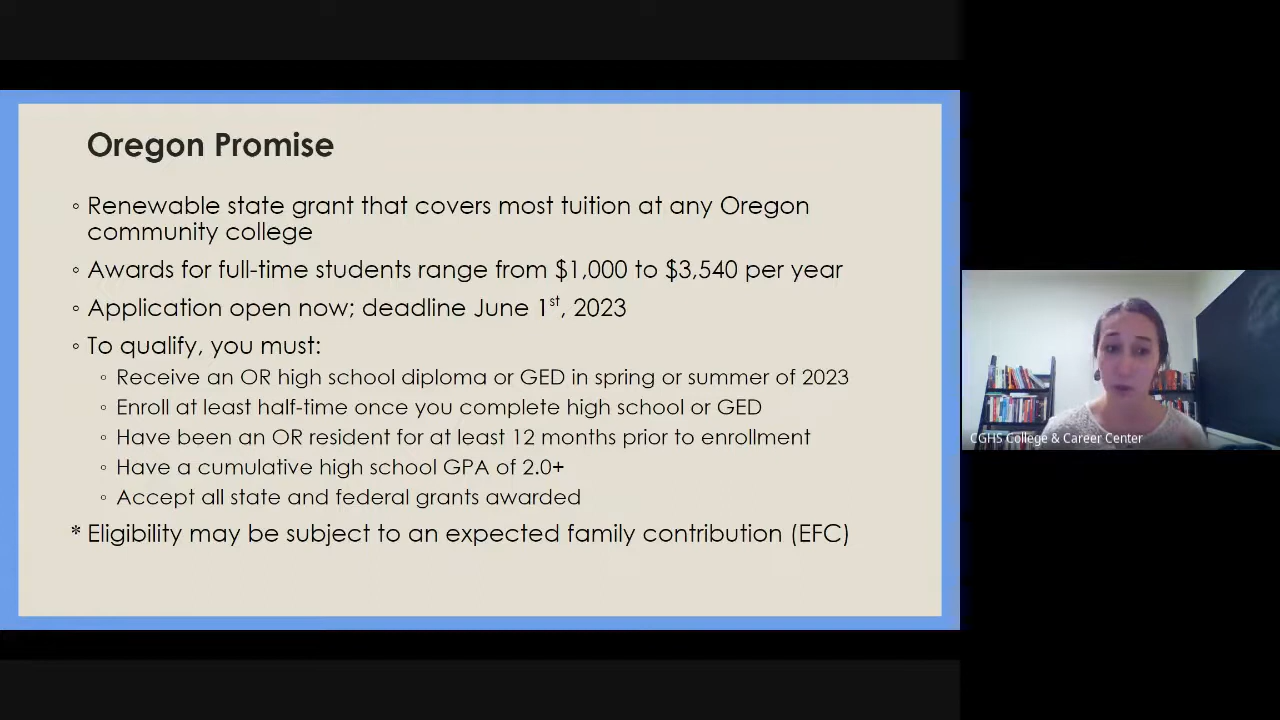 Oregon Promise
◦ Renewable state grant that covers most tuition at any Oregon
community college
◦ Awards for full-time students range from $1,000 to $3,540 per year
◦ Application open now; deadline June 1st, 2023
◦ To qualify, you must:
◦ Receive an OR high school diploma or GED in spring or summer of 2023
◦ Enroll at least half-time once you complete high school or GED
◦ Have been an OR resident for at least 12 months prior to enrollment
◦ Have a cumulative high school GPA of 2.0+
◦ Accept all state and federal grants awarded
* Eligibility may be subject to an expected family contribution (EFC)
CGHS College & Career Center